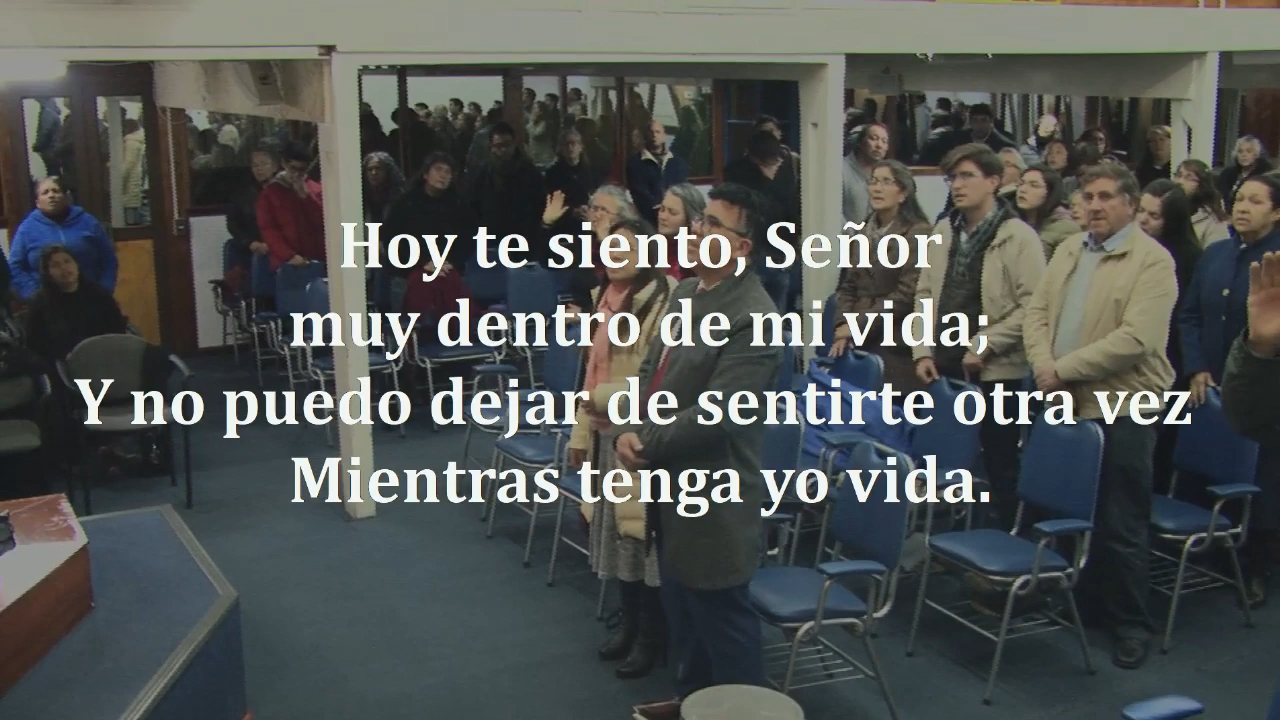 Hoy te siento, Señor
muy dentro de mi vida;
Y no puedo dejar de sentirte otra vez
Mientras tenga yo vida.